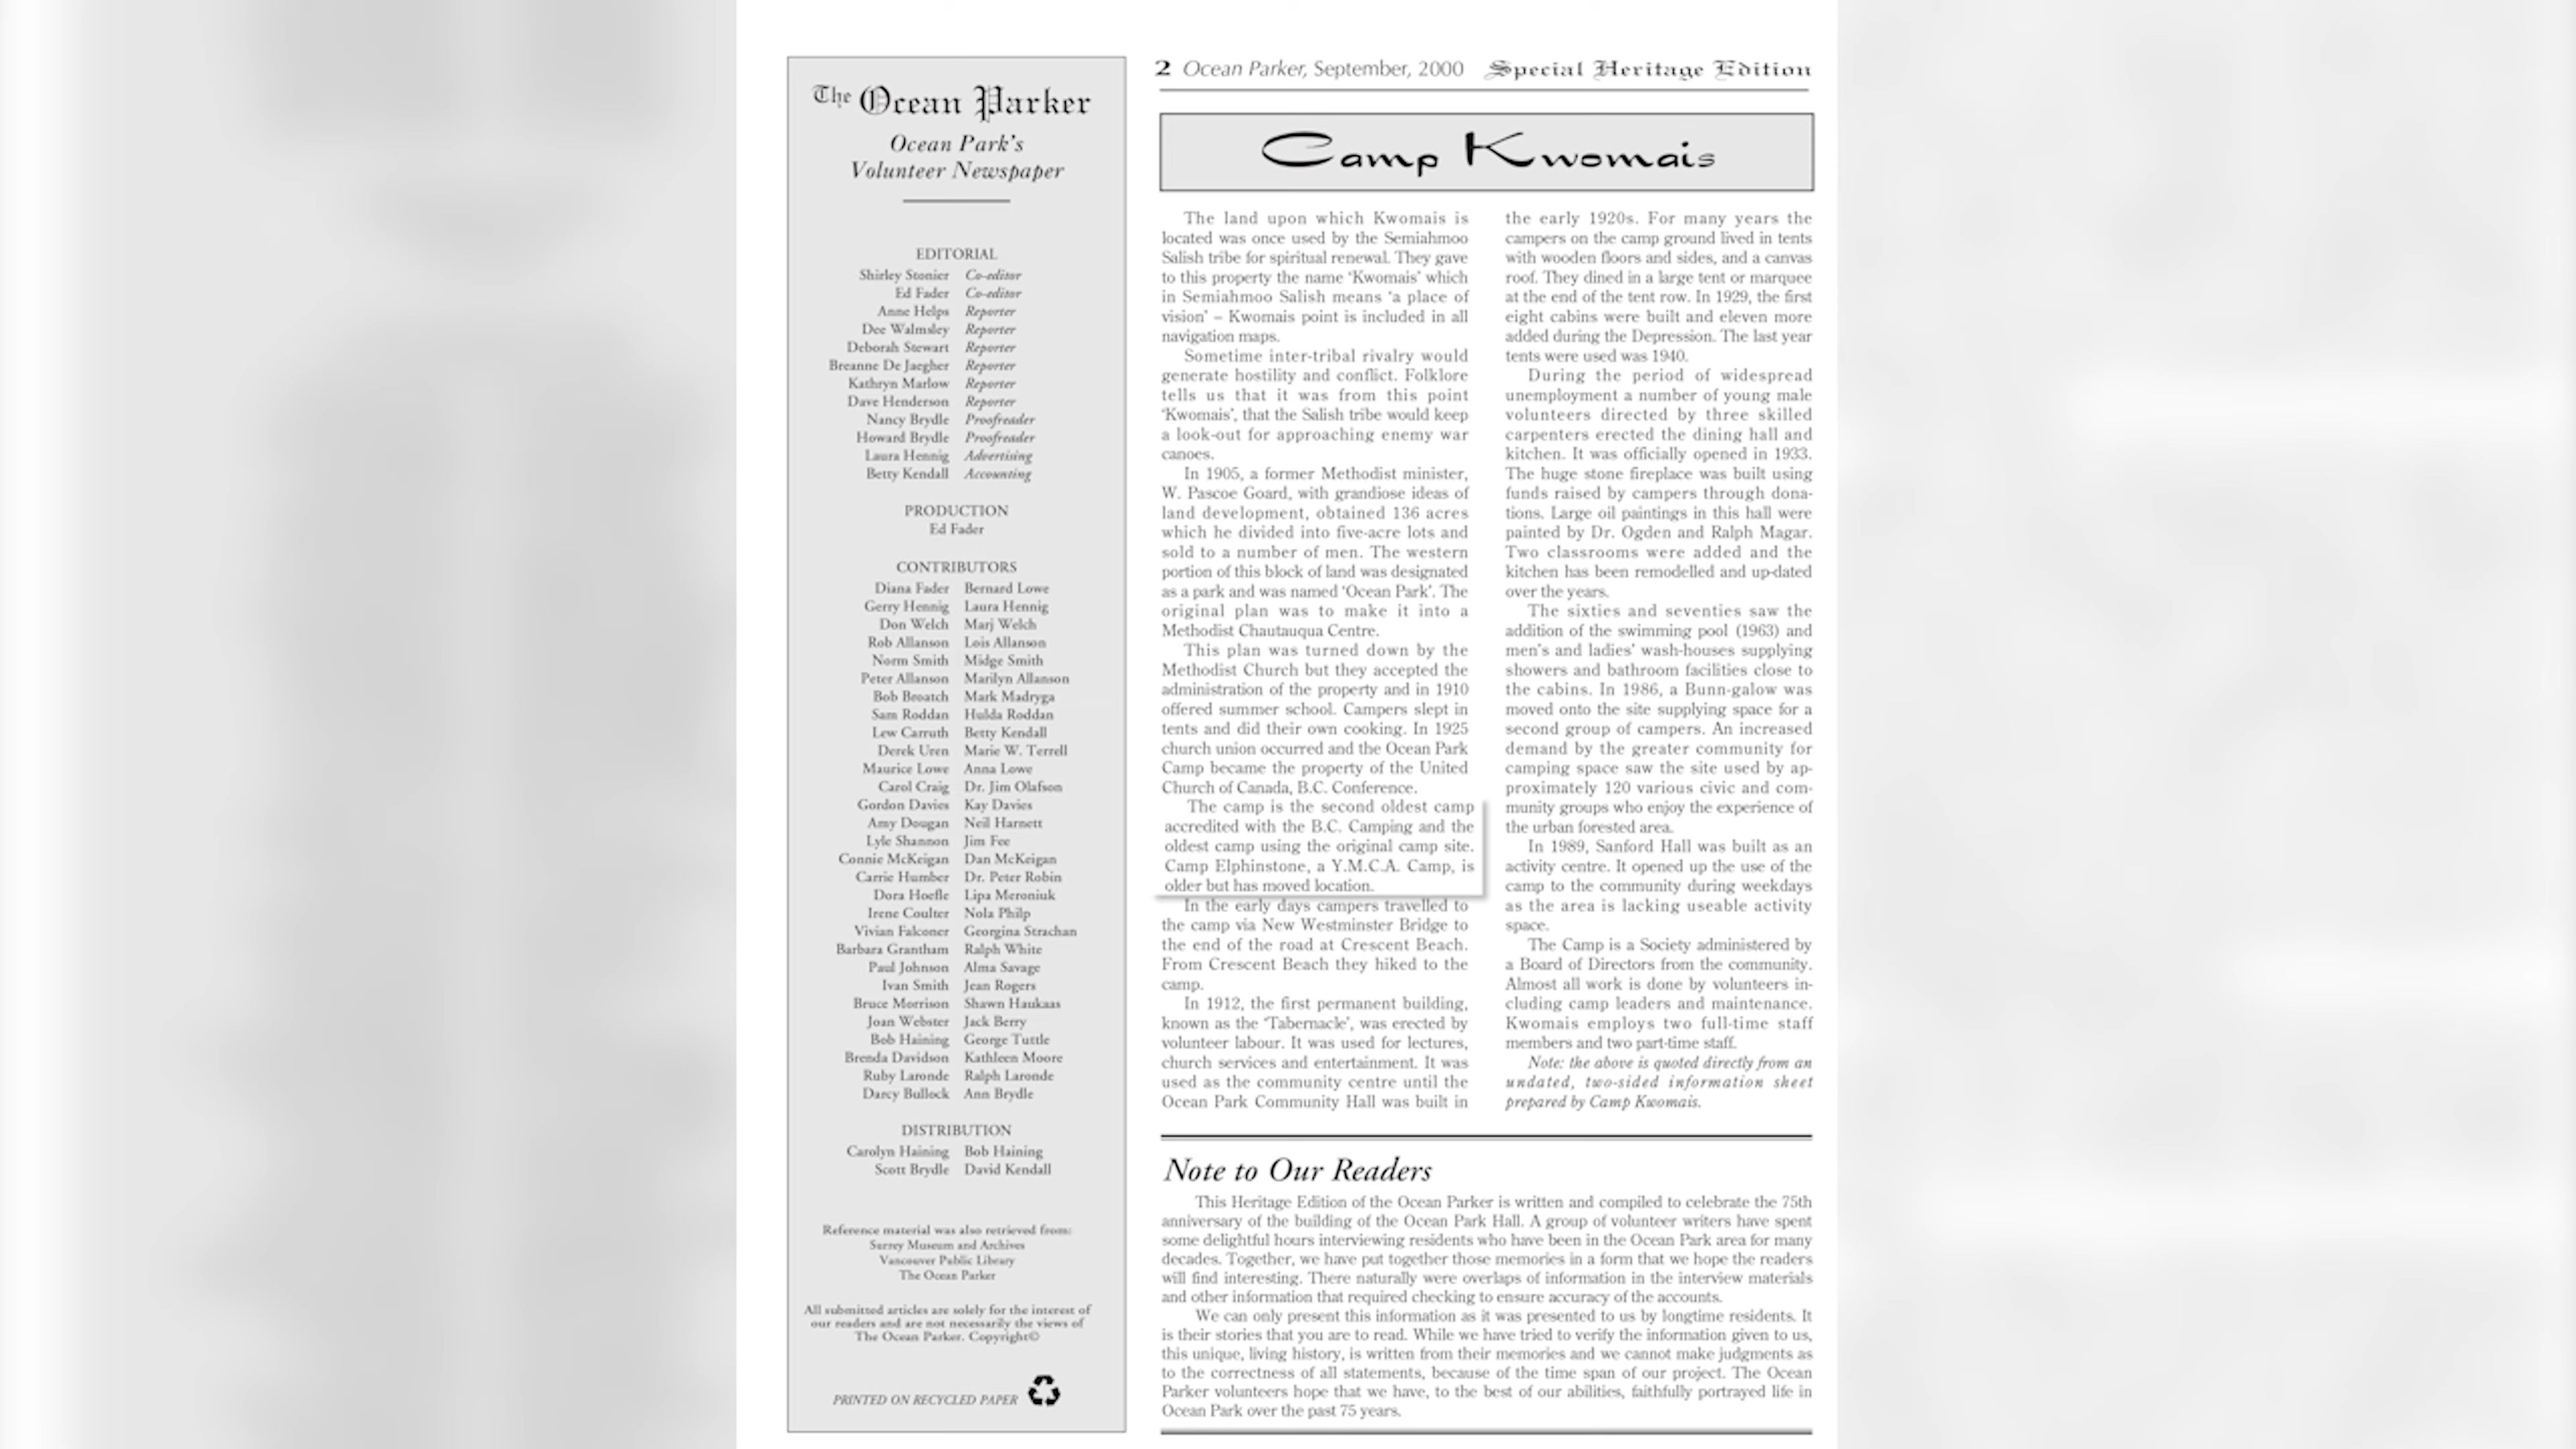 The Ocean Parker
Ocean Park's
Volunteer Newspaper
EDITORIAL
Shirley Stonier Co-editor
Ed Fader Co-editor
Anne Helps Reporter
Dee Walmsley Reporter
Deborah Stewart Reporter
Breanne De Jaegher Reporter
Kathryn Marlow Reporter
Dave Henderson Reporter
Nancy Brydle Proofreader
Howard Brydle Proofreader
Laura Hennig Advertising
Betty Kendall Accounting
PRODUCTION
Ed Fader
CONTRIBUTORS
Diana Fader Bernard Lowe
Gerry Hennig Laura Hennig
Don Welch Marj Welch
Rob Allanson Lois Allanson
Norm Smith Midge Smith
Peter Allanson Marilyn Allanson
Bob Broatch Mark Madryga
Sam Roddan Hulda Roddan
Lew Carruth Betty Kendall
Derek Uren Marie W. Terrell
Maurice Lowe Anna Lowe
Carol Craig Dr. Jim Olafson
Gordon Davies Kay Davies
Amy Dougan Neil Harnett
Lyle Shannon Jim Fee
Connie McKeigan Dan McKeigan
Carrie Humber Dr. Peter Robin
Dora Hoefle Lipa Meroniuk
Irene Coulter Nola Philp
Vivian Falconer Georgina Strachan
Barbara Grantham Ralph White
Paul Johnson Alma Savage
Ivan Smith Jean Rogers
Bruce Morrison Shawn Haukaas
Joan Webster Jack Berry
Bob Haining George Tuttle
Brenda Davidson Kathleen Moore
Ruby Laronde Ralph Laronde
Darcy Bullock Ann Brydle
DISTRIBUTION
Carolyn Haining Bob Haining
Scott Brydle David Kendall
Reference material was also retrieved from:
Surrey Museum and Archives
Vancouver Public Library
The Ocean Parker
All submitted articles are solely for the interest of
our readers and are not necessarily the views of
The Ocean Parker. Copyright©
PRINTED ON RECYCLED PAPER
2 Ocean Parker, September, 2000 Special Heritage Edition
Camp Kwomais
The land upon which Kwomais is
located was once used by the Semiahmoo
Salish tribe for spiritual renewal. They gave
to this property the name 'Kwomais' which
in Semiahmoo Salish means 'a place of
vision' – Kwomais point is included in all
navigation maps.
Sometime inter-tribal rivalry would
generate hostility and conflict. Folklore
tells us that it was from this point
'Kwomais', that the Salish tribe would keep
a look-out for approaching enemy war
canoes.
In 1905, a former Methodist minister,
W. Pascoe Goard, with grandiose ideas of
land development, obtained 136 acres
which he divided into five-acre lots and
sold to a number of men. The western
portion of this block of land was designated
as a park and was named 'Ocean Park'. The
original plan was to make it into a
Methodist Chautauqua Centre.
This plan was turned down by the
Methodist Church but they accepted the
administration of the property and in 1910
offered summer school. Campers slept in
tents and did their own cooking. In 1925
church union occurred and the Ocean Park
Camp became the property of the United
Church of Canada, B.C. Conference.
The camp is the second oldest camp
accredited with the B.C. Camping and the
oldest camp using the original camp site.
Camp Elphinstone, a Y.M.C.A. Camp, is
older but has moved location.
In the early days campers travelled to
the camp via New Westminster Bridge to
the end of the road at Crescent Beach.
From Crescent Beach they hiked to the
camp.
In 1912, the first permanent building,
known as the 'Tabernacle', was erected by
volunteer labour. It was used for lectures,
church services and entertainment. It was
used as the community centre until the
Ocean Park Community Hall was built in
the early 1920s. For many years the
campers on the camp ground lived in tents
with wooden floors and sides, and a canvas
roof. They dined in a large tent or marquee
at the end of the tent row. In 1929, the first
eight cabins were built and eleven more
added during the Depression. The last year
tents were used was 1940.
During the period of widespread
unemployment a number of young male
volunteers directed by three skilled
carpenters erected the dining hall and
kitchen. It was officially opened in 1933.
The huge stone fireplace was built using
funds raised by campers through dona-
tions. Large oil paintings in this hall were
painted by Dr. Ogden and Ralph Magar.
Two classrooms were added and the
kitchen has been remodelled and up-dated
over the years.
The sixties and seventies saw the
addition of the swimming pool (1963) and
men's and ladies' wash-houses supplying
showers and bathroom facilities close to
the cabins. In 1986, a Bunn-galow was
moved onto the site supplying space for a
second group of campers. An increased
demand by the greater community for
camping space saw the site used by ap-
proximately 120 various civic and com-
munity groups who enjoy the experience of
the urban forested area.
In 1989, Sanford Hall was built as an
activity centre. It opened up the use of the
camp to the community during weekdays
as the area is lacking useable activity
space.
The Camp is a Society administered by
a Board of Directors from the community.
Almost all work is done by volunteers in-
cluding camp leaders and maintenance.
Kwomais employs two full-time staff
members and two part-time staff.
Note: the above is quoted directly from an
undated, two-sided information sheet
prepared by Camp Kwomais.
Note to Our Readers
This Heritage Edition of the Ocean Parker is written and compiled to celebrate the 75th
anniversary of the building of the Ocean Park Hall. A group of volunteer writers have spent
some delightful hours interviewing residents who have been in the Ocean Park area for many
decades. Together, we have put together those memories in a form that we hope the readers
will find interesting. There naturally were overlaps of information in the interview materials
and other information that required checking to ensure accuracy of the accounts.
We can only present this information as it was presented to us by longtime residents. It
is their stories that you are to read. While we have tried to verify the information given to us,
this unique, living history, is written from their memories and we cannot make judgments as
to the correctness of all statements, because of the time span of our project. The Ocean
Parker volunteers hope that we have, to the best of our abilities, faithfully portrayed life in
Ocean Park over the past 75 years.